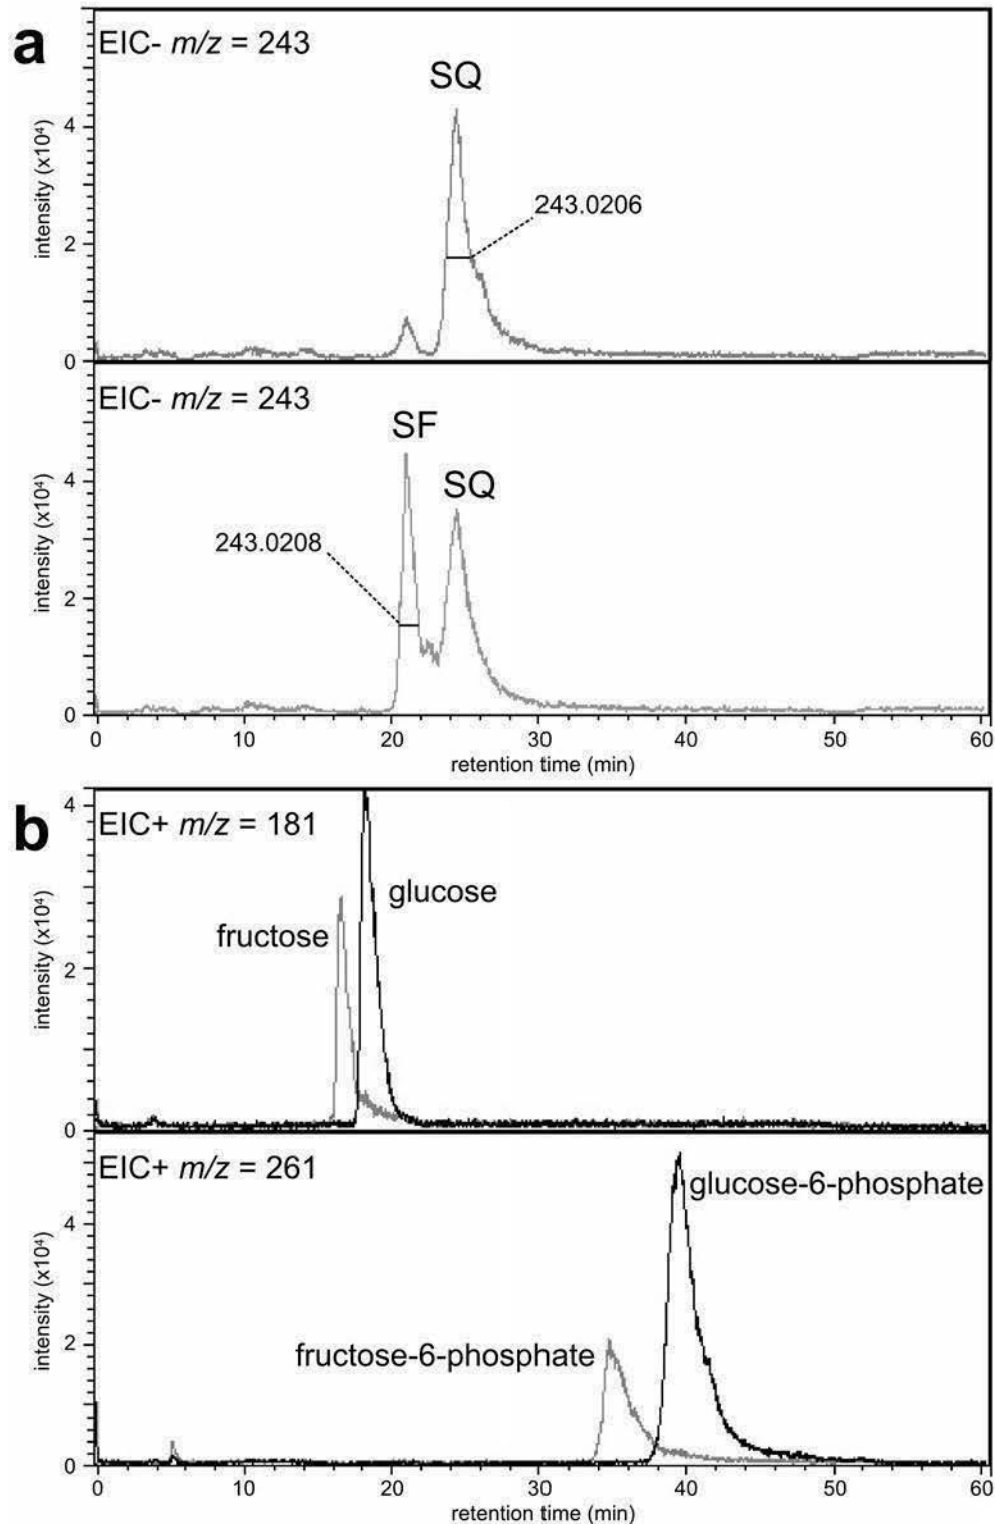 a
EIC- m/z = 243
SQ
243.0206
intensity (x10⁴)
4
2
0
EIC- m/z = 243
SF
SQ
243.0208
intensity (x10⁴)
4
2
0
0 10 20 30 40 50 60
retention time (min)
b
EIC+ m/z = 181
glucose
fructose
intensity (x10⁴)
4
2
0
EIC+ m/z = 261
glucose-6-phosphate
fructose-6-phosphate
intensity (x10⁴)
4
2
0
0 10 20 30 40 50 60
retention time (min)